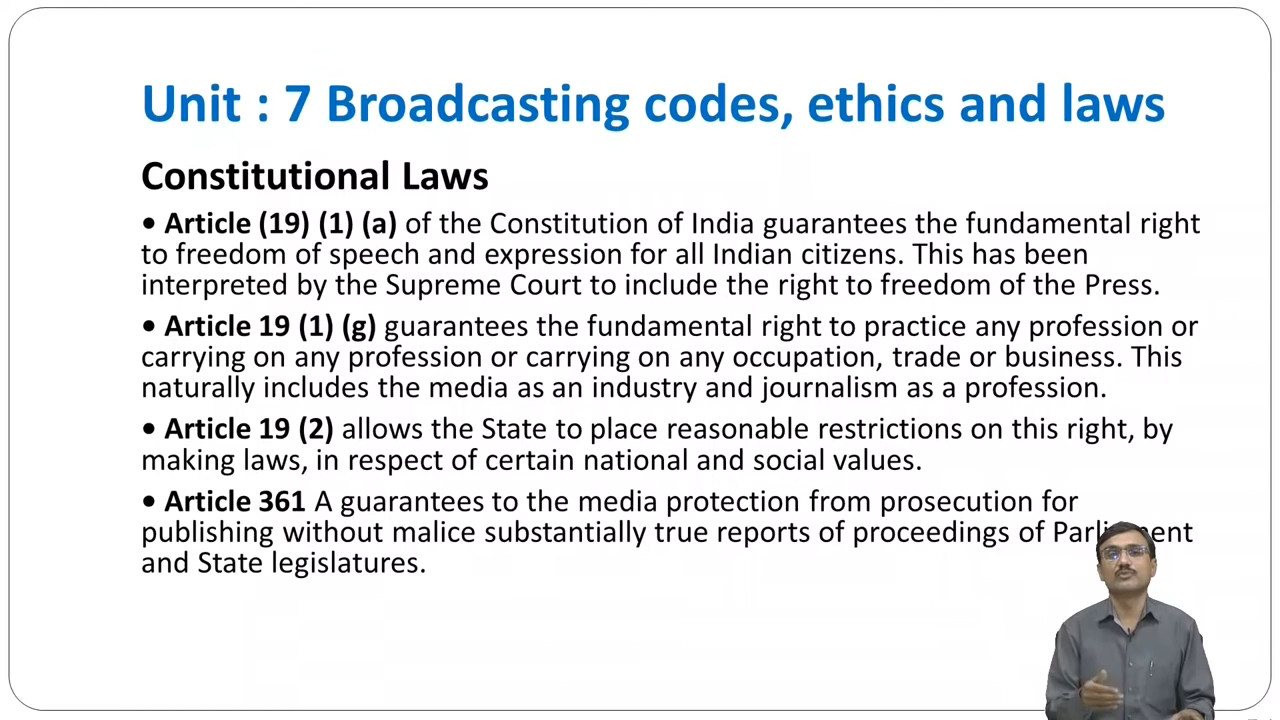 Unit : 7 Broadcasting codes, ethics and laws
Constitutional Laws
• Article (19) (1) (a) of the Constitution of India guarantees the fundamental right
to freedom of speech and expression for all Indian citizens. This has been
interpreted by the Supreme Court to include the right to freedom of the Press.
• Article 19 (1) (g) guarantees the fundamental right to practice any profession or
carrying on any profession or carrying on any occupation, trade or business. This
naturally includes the media as an industry and journalism as a profession.
• Article 19 (2) allows the State to place reasonable restrictions on this right, by
making laws, in respect of certain national and social values.
• Article 361 A guarantees to the media protection from prosecution for
publishing without malice substantially true reports of proceedings of Parliament
and State legislatures.